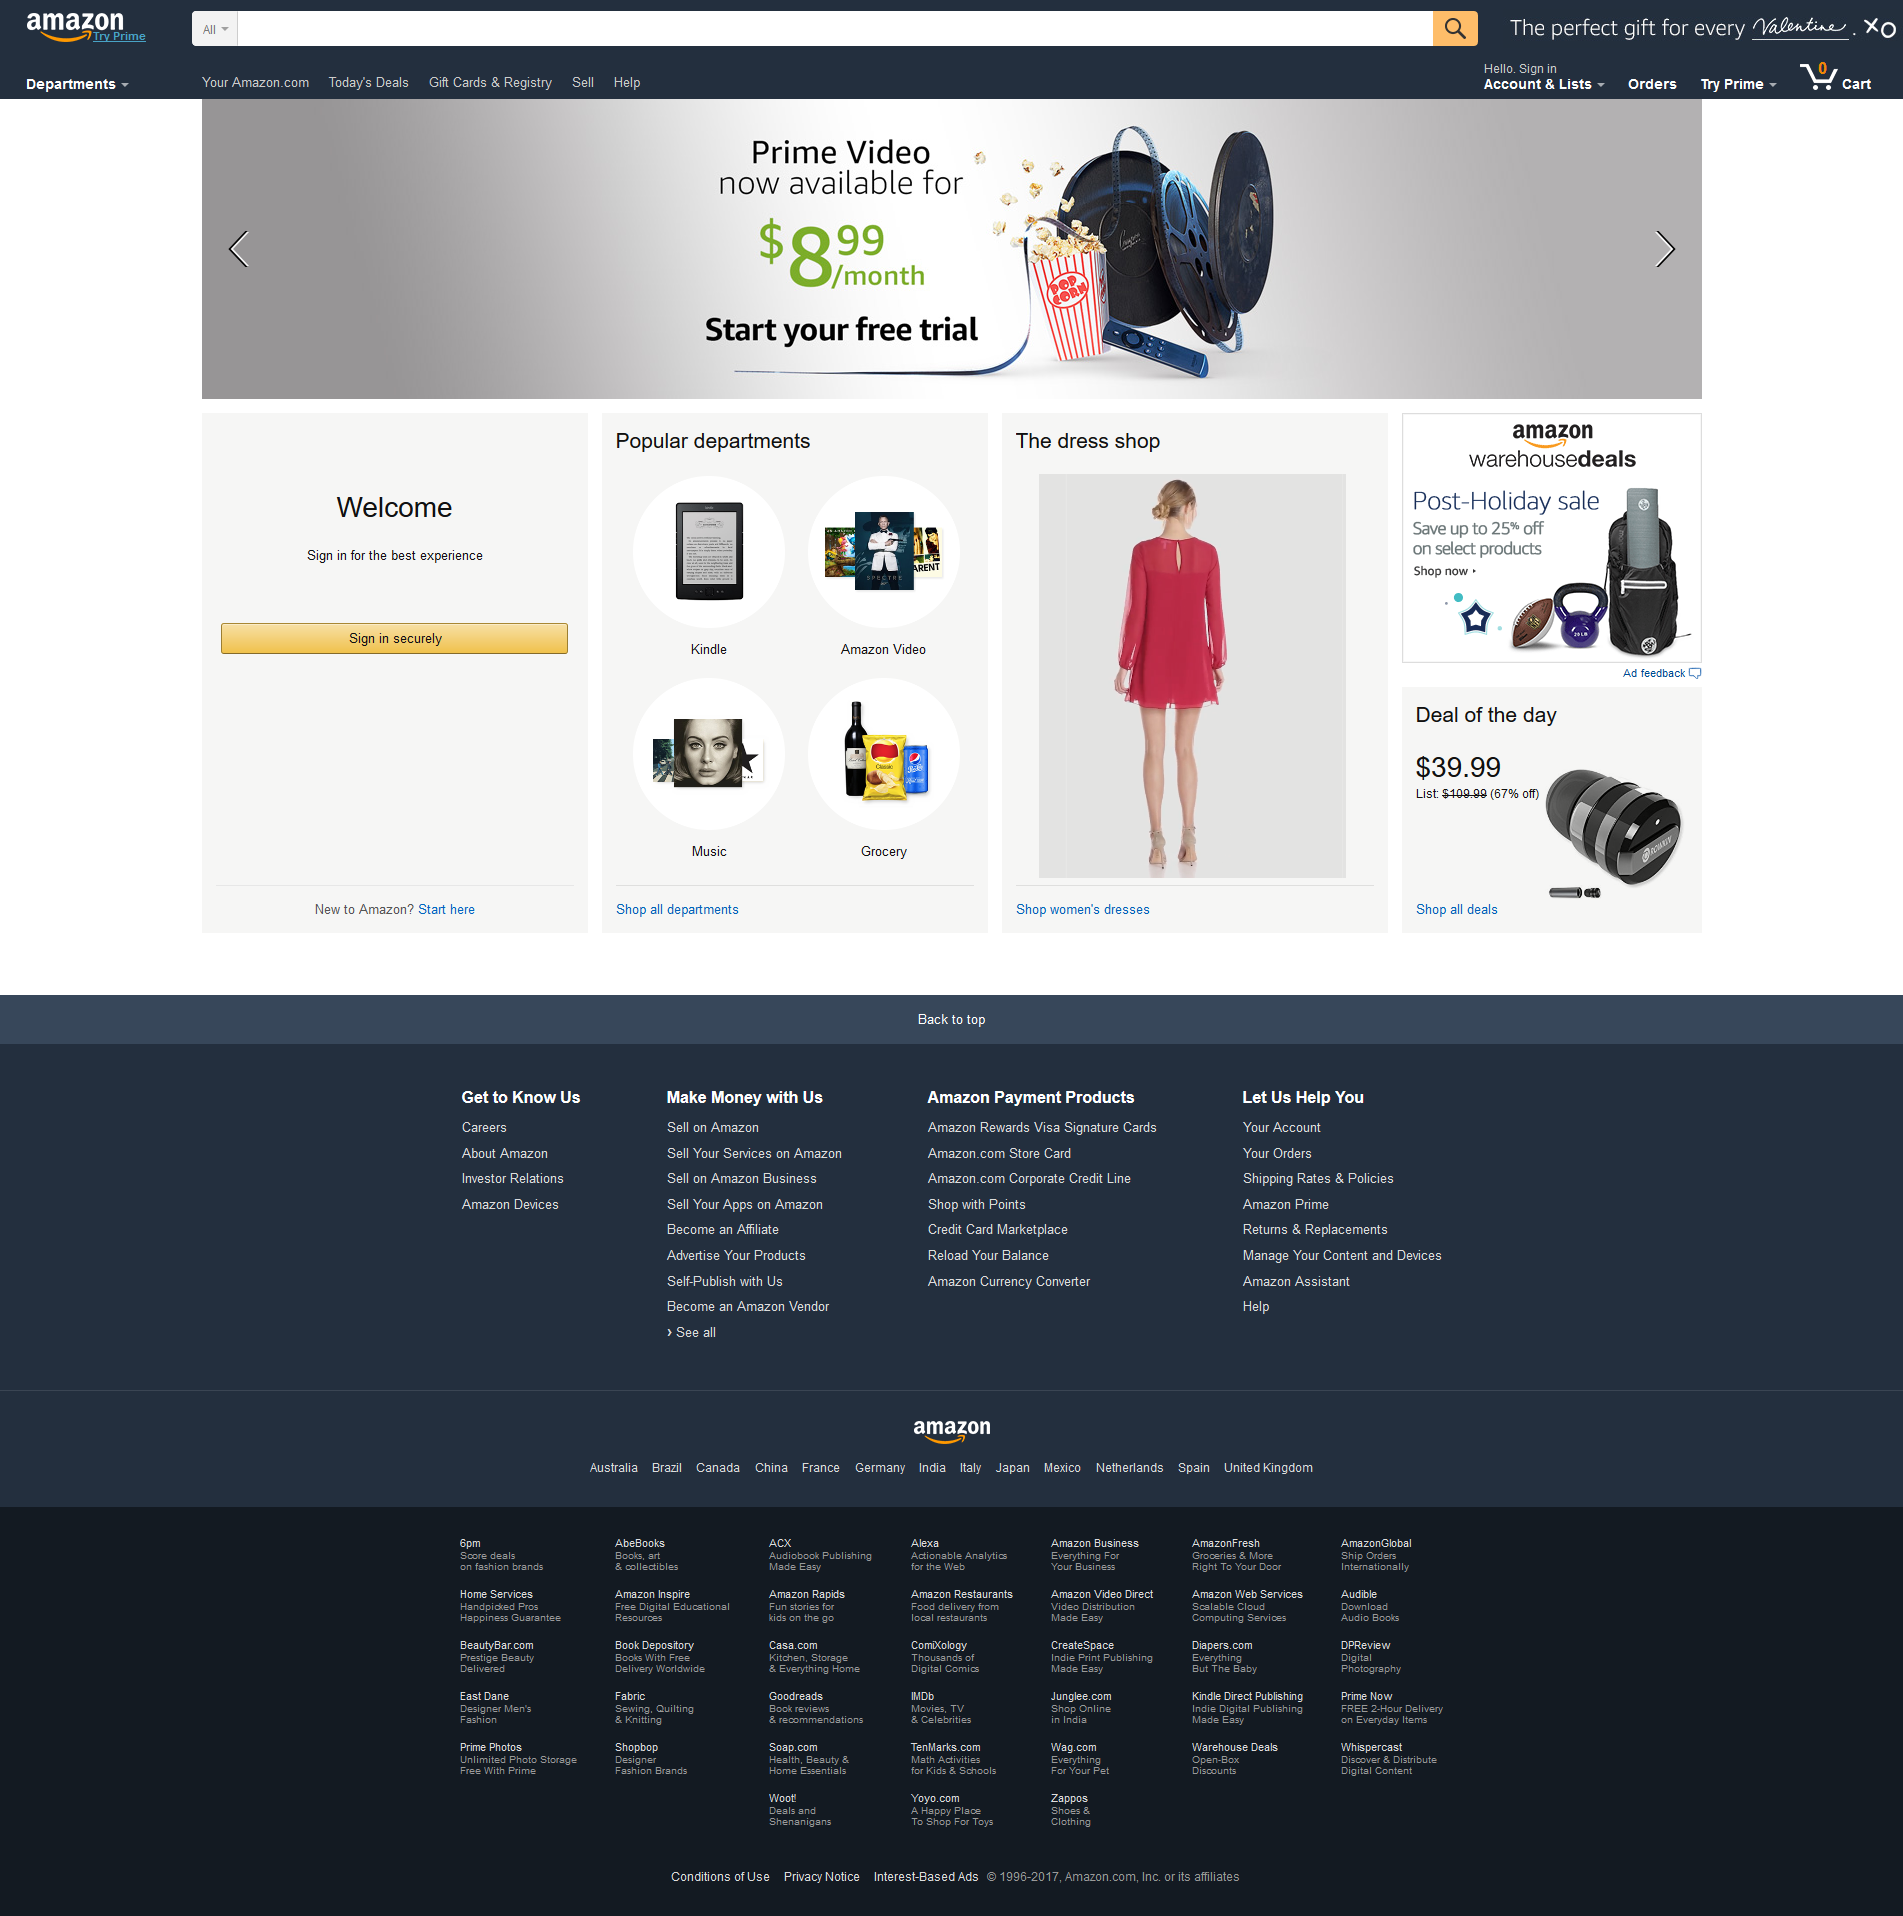 amazon
Try Prime
All
The perfect gift for every Valentine. XO
Departments
Your Amazon.com
Today's Deals
Gift Cards & Registry
Sell
Help
Hello. Sign in
Account & Lists
Orders
Try Prime
0
Cart
Prime Video
now available for
$8.99
/month
Start your free trial
POP
CORN
Welcome
Sign in for the best experience
Sign in securely
New to Amazon? Start here
Popular departments
kindle
SPECTRE
ARENT
Kindle
Amazon Video
Classic
Music
Grocery
Shop all departments
The dress shop
Shop women's dresses
amazon
warehousedeals
Post-Holiday sale
Save up to 25% off
on select products
Shop now
20 LB
Ad feedback
Deal of the day
$39.99
List: $109.99 (67% off)
ROWKIN
Shop all deals
Back to top
Get to Know Us
Careers
About Amazon
Investor Relations
Amazon Devices
Make Money with Us
Sell on Amazon
Sell Your Services on Amazon
Sell on Amazon Business
Sell Your Apps on Amazon
Become an Affiliate
Advertise Your Products
Self-Publish with Us
Become an Amazon Vendor
› See all
Amazon Payment Products
Amazon Rewards Visa Signature Cards
Amazon.com Store Card
Amazon.com Corporate Credit Line
Shop with Points
Credit Card Marketplace
Reload Your Balance
Amazon Currency Converter
Let Us Help You
Your Account
Your Orders
Shipping Rates & Policies
Amazon Prime
Returns & Replacements
Manage Your Content and Devices
Amazon Assistant
Help
amazon
Australia Brazil Canada China France Germany India Italy Japan Mexico Netherlands Spain United Kingdom
6pm
Score deals
on fashion brands
AbeBooks
Books, art
& collectibles
ACX
Audiobook Publishing
Made Easy
Alexa
Actionable Analytics
for the Web
Amazon Business
Everything For
Your Business
AmazonFresh
Groceries & More
Right To Your Door
AmazonGlobal
Ship Orders
Internationally
Home Services
Handpicked Pros
Happiness Guarantee
Amazon Inspire
Free Digital Educational
Resources
Amazon Rapids
Fun stories for
kids on the go
Amazon Restaurants
Food delivery from
local restaurants
Amazon Video Direct
Video Distribution
Made Easy
Amazon Web Services
Scalable Cloud
Computing Services
Audible
Download
Audio Books
BeautyBar.com
Prestige Beauty
Delivered
Book Depository
Books With Free
Delivery Worldwide
Casa.com
Kitchen, Storage
& Everything Home
ComiXology
Thousands of
Digital Comics
CreateSpace
Indie Print Publishing
Made Easy
Diapers.com
Everything
But The Baby
DPReview
Digital
Photography
East Dane
Designer Men's
Fashion
Fabric
Sewing, Quilting
& Knitting
Goodreads
Book reviews
& recommendations
IMDb
Movies, TV
& Celebrities
Junglee.com
Shop Online
in India
Kindle Direct Publishing
Indie Digital Publishing
Made Easy
Prime Now
FREE 2-Hour Delivery
on Everyday Items
Prime Photos
Unlimited Photo Storage
Free With Prime
Shopbop
Designer
Fashion Brands
Soap.com
Health, Beauty &
Home Essentials
TenMarks.com
Math Activities
for Kids & Schools
Wag.com
Everything
For Your Pet
Warehouse Deals
Open-Box
Discounts
Whispercast
Discover & Distribute
Digital Content
Woot!
Deals and
Shenanigans
Yoyo.com
A Happy Place
To Shop For Toys
Zappos
Shoes &
Clothing
Conditions of Use Privacy Notice Interest-Based Ads © 1996-2017, Amazon.com, Inc. or its affiliates